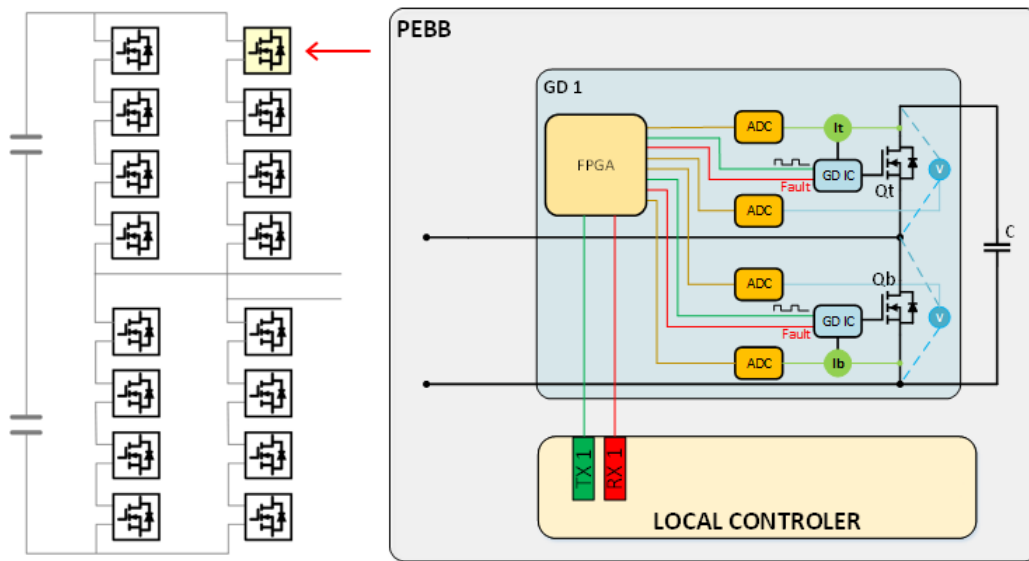 PEBB
GD 1
FPGA
ADC
It
GD IC
Fault
Qt
V
ADC
C
ADC
Qb
GD IC
Fault
V
ADC
Ib
TX 1
RX 1
LOCAL CONTROLER